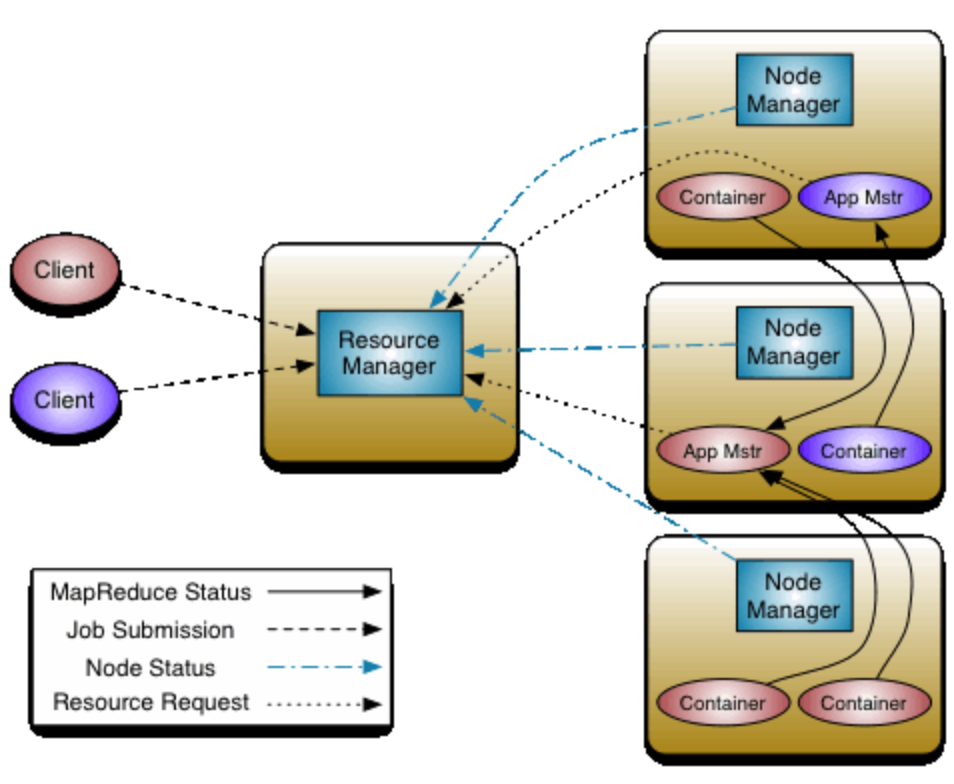 Client
Client
Resource
Manager
Node
Manager
Container
App Mstr
Node
Manager
App Mstr
Container
Node
Manager
Container
Container
MapReduce Status
Job Submission
Node Status
Resource Request